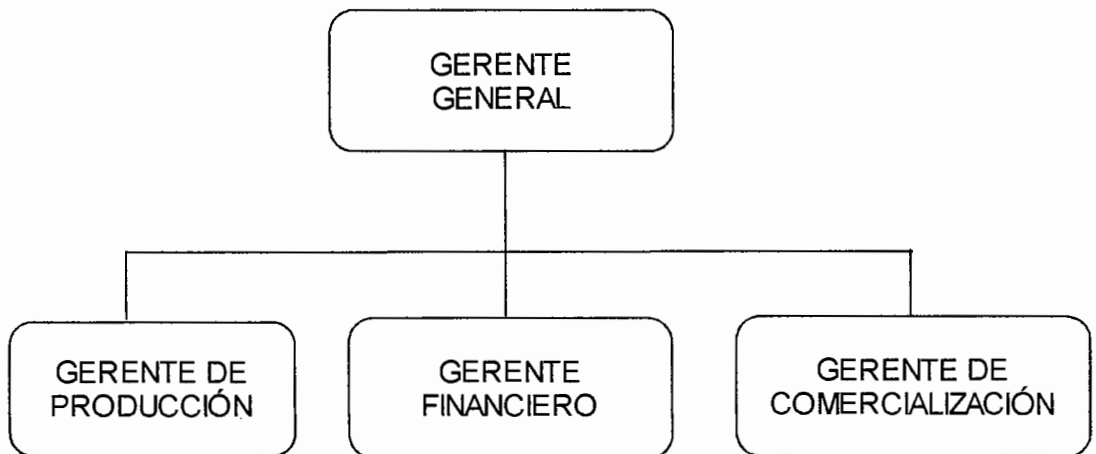 GERENTE
GENERAL
GERENTE DE
PRODUCCIÓN
GERENTE
FINANCIERO
GERENTE DE
COMERCIALIZACIÓN